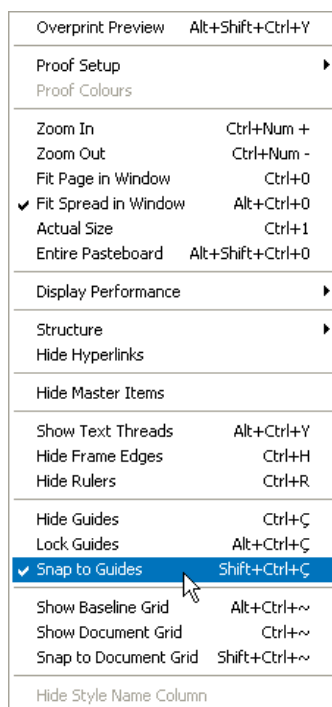 Overprint Preview Alt+Shift+Ctrl+Y
Proof Setup
Proof Colours
Zoom In Ctrl+Num +
Zoom Out Ctrl+Num -
Fit Page in Window Ctrl+0
Fit Spread in Window Alt+Ctrl+0
Actual Size Ctrl+1
Entire Pasteboard Alt+Shift+Ctrl+0
Display Performance
Structure
Hide Hyperlinks
Hide Master Items
Show Text Threads Alt+Ctrl+Y
Hide Frame Edges Ctrl+H
Hide Rulers Ctrl+R
Hide Guides Ctrl+Ç
Lock Guides Alt+Ctrl+Ç
Snap to Guides Shift+Ctrl+Ç
Show Baseline Grid Alt+Ctrl+~
Show Document Grid Ctrl+~
Snap to Document Grid Shift+Ctrl+~
Hide Style Name Column